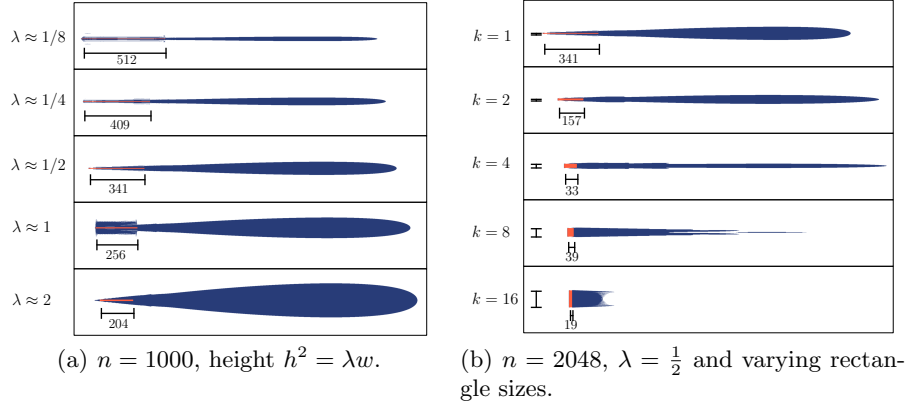 λ ≈ 1/8
512
λ ≈ 1/4
409
λ ≈ 1/2
341
λ ≈ 1
256
λ ≈ 2
204
(a) n = 1000, height h² = λw.
k = 1
341
k = 2
157
k = 4
33
k = 8
39
k = 16
19
(b) n = 2048, λ = 1/2 and varying rectan-
gle sizes.